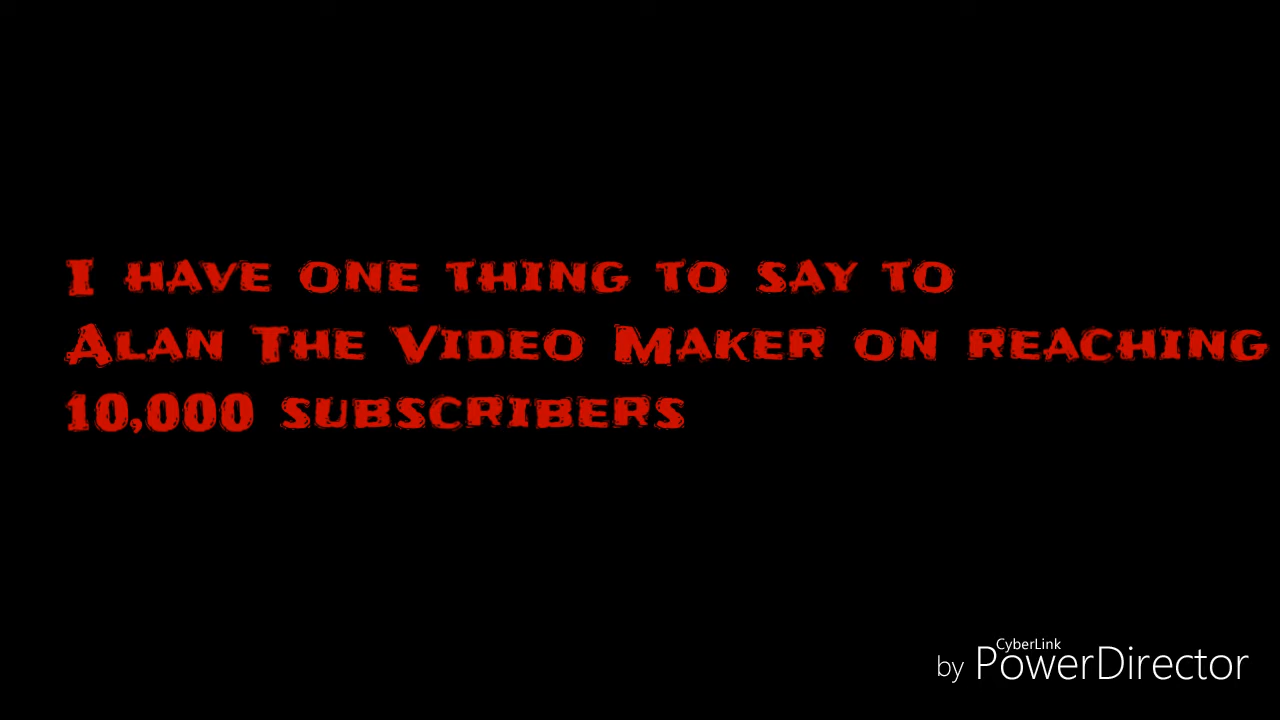 I have one thing to say to
Alan The Video Maker on reaching
10,000 subscribers
CyberLink
by PowerDirector